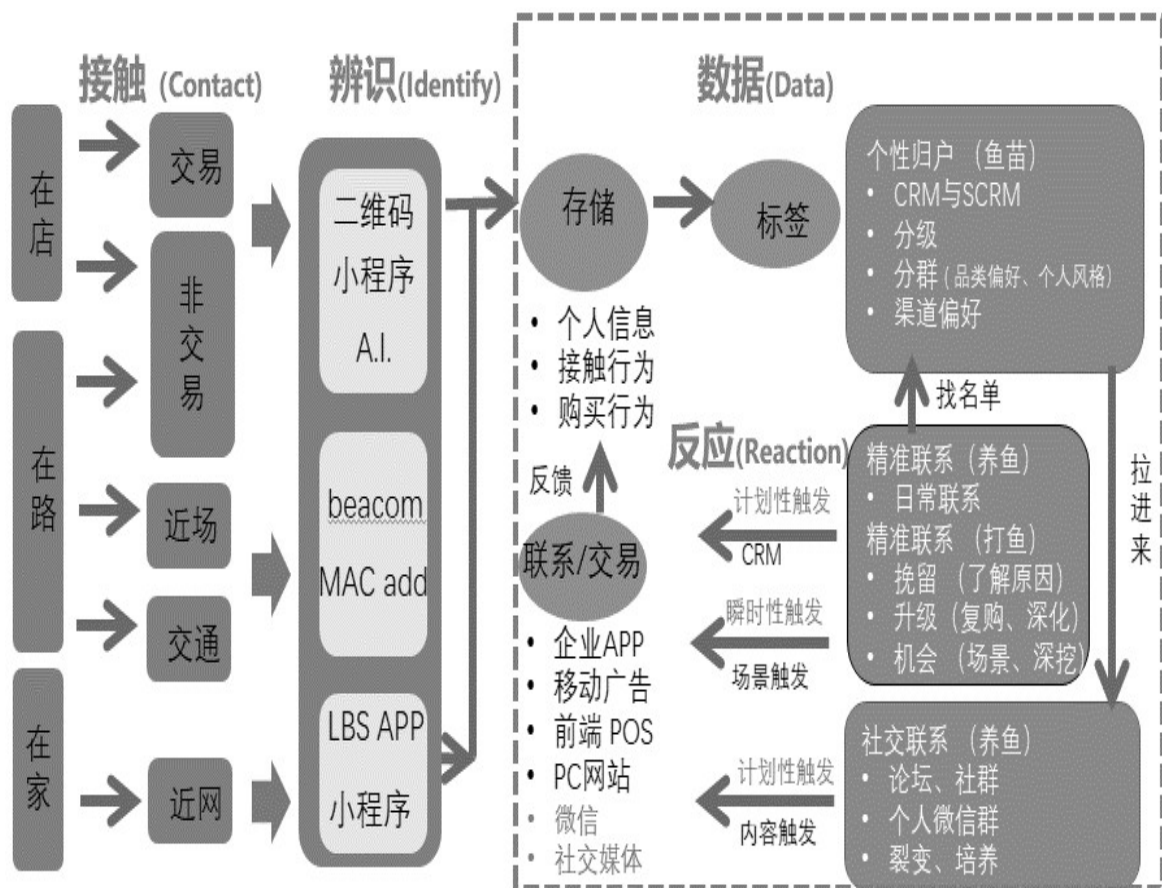 接触 (Contact)
辨识(Identify)
数据(Data)
在店
在路
在家
交易
非交易
近场
交通
近网
二维码
小程序
A.I.
beacom
MAC add
LBS APP
小程序
存储
• 个人信息
• 接触行为
• 购买行为
标签
个性归户 （鱼苗）
• CRM与SCRM
• 分级
• 分群 ( 品类偏好、个人风格)
• 渠道偏好
找名单
反应(Reaction)
反馈
联系/交易
• 企业APP
• 移动广告
• 前端 POS
• PC网站
• 微信
• 社交媒体
计划性触发
CRM
瞬时性触发
场景触发
计划性触发
内容触发
精准联系（养鱼）
• 日常联系
精准联系 （打鱼）
• 挽留 （了解原因）
• 升级（复购、深化）
• 机会 （场景、深挖）
拉进来
社交联系 （养鱼）
• 论坛、社群
• 个人微信群
• 裂变、培养